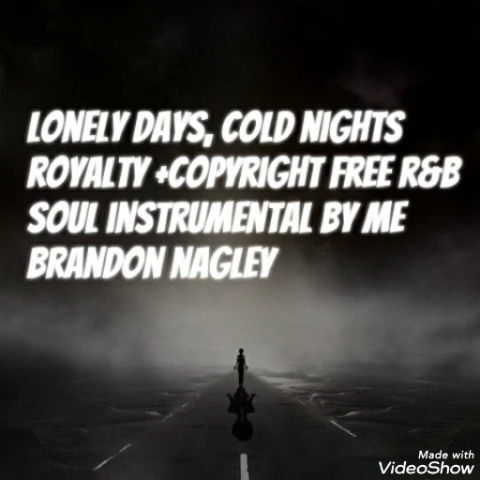 LONELY DAYS, COLD NIGHTS
ROYALTY +COPYRIGHT FREE R&B
SOUL INSTRUMENTAL BY ME
BRANDON NAGLEY
Made with
VideoShow